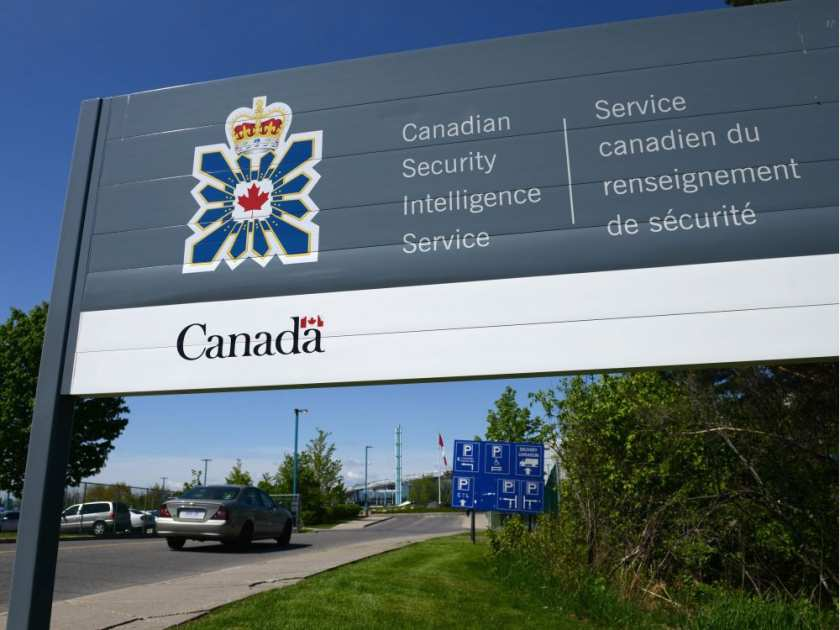 Canadian
Security
Intelligence
Service
Service
canadien du
renseignement
de sécurité
Canada
P
P
P
P
P